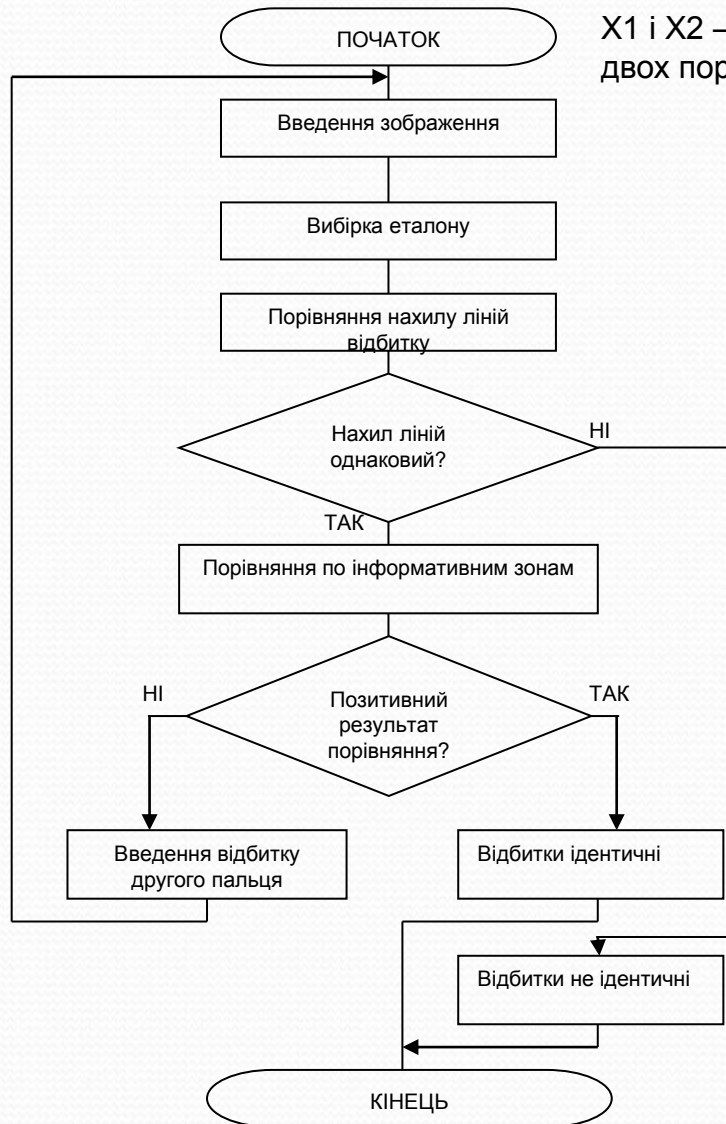 ПОЧАТОК
X1 і X2 –
двох
Введення зображення
Вибірка еталону
Порівняння нахилу ліній
відбитку
Нахил ліній
однаковий?
НІ
ТАК
Порівняння по інформативним зонам
НІ
Позитивний
результат
порівняння?
ТАК
Введення відбитку
другого пальця
Відбитки ідентичні
Відбитки не ідентичні
КІНЕЦЬ